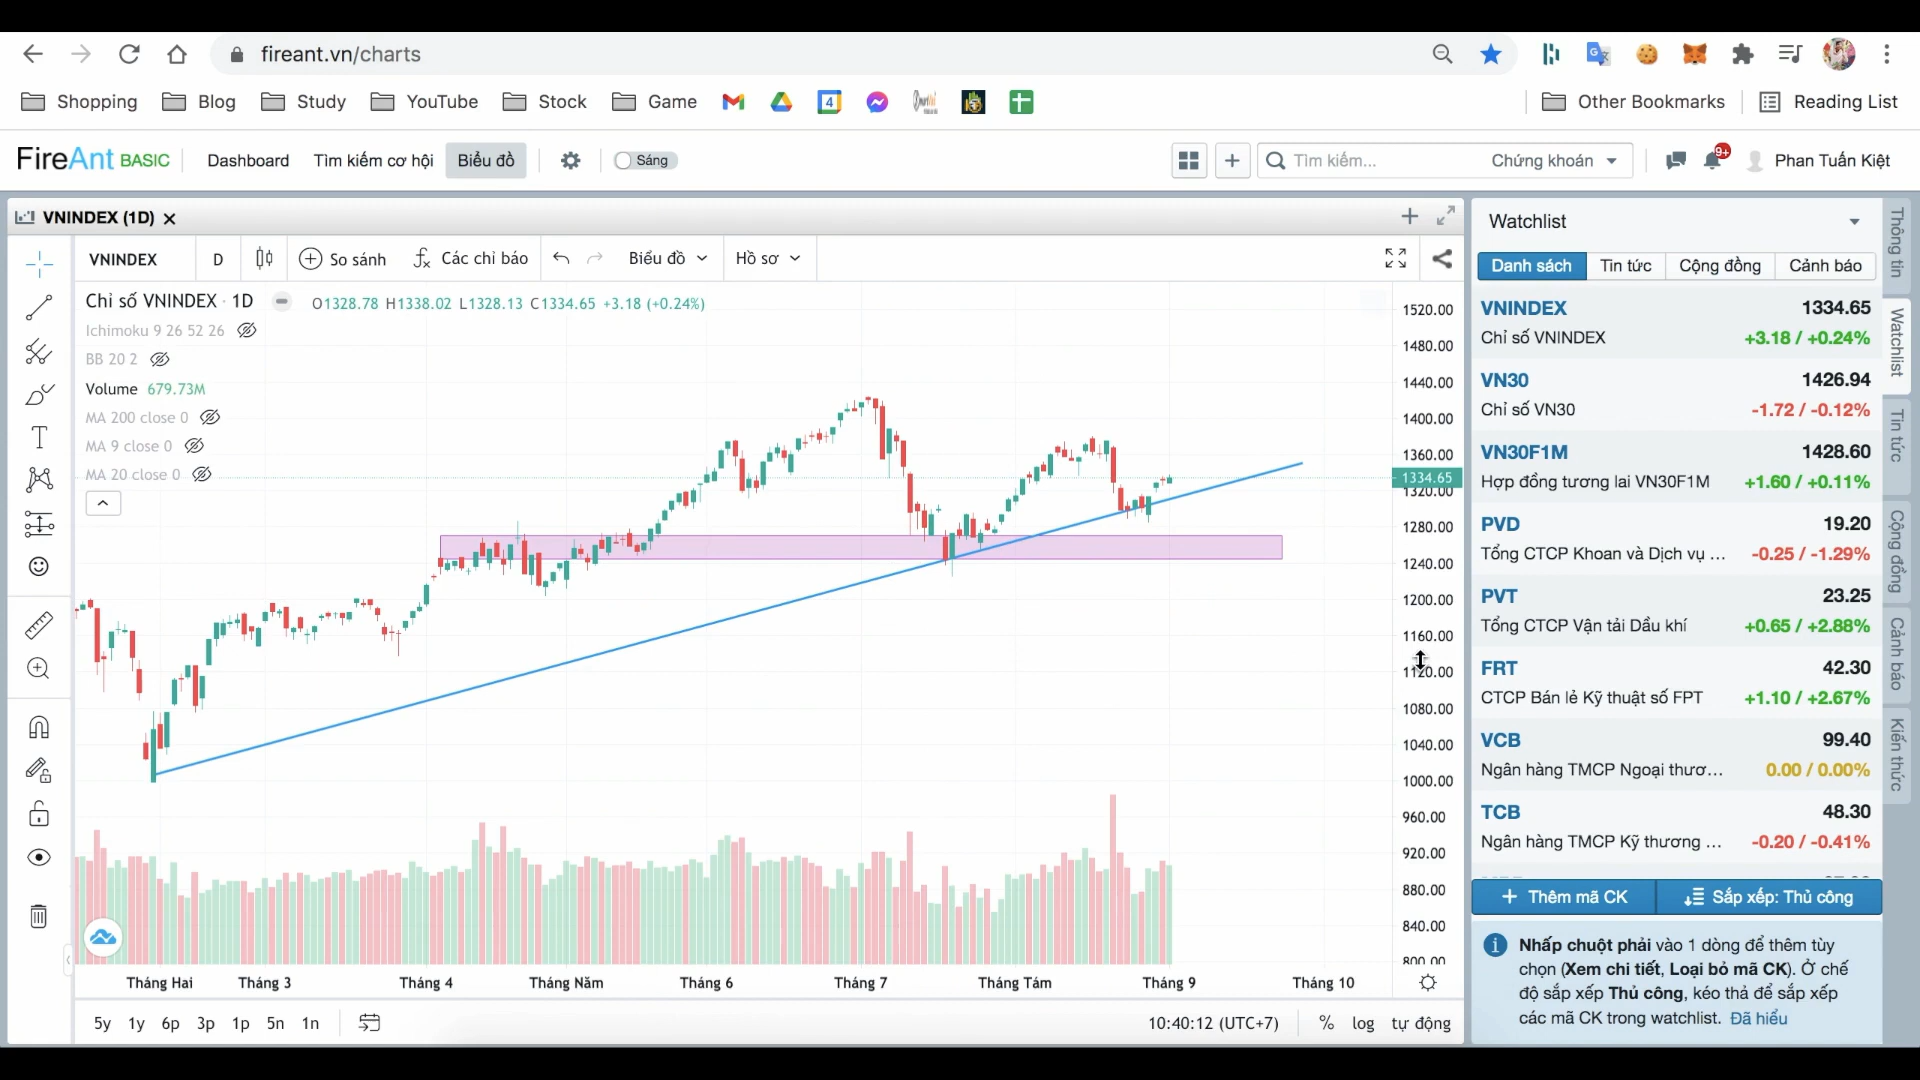 fireant.vn/charts
Shopping Blog Study YouTube Stock Game 4 Other Bookmarks Reading List
FireAnt BASIC Dashboard Tìm kiếm cơ hội Biểu đồ Sáng Tìm kiếm... Chứng khoán 9+ Phan Tuấn Kiệt
VNINDEX (1D)
VNINDEX D So sánh Các chỉ báo Biểu đồ Hồ sơ
Chỉ số VNINDEX · 1D O1328.78 H1338.02 L1328.13 C1334.65 +3.18 (+0.24%)
Ichimoku 9 26 52 26
BB 20 2
Volume 679.73M
MA 200 close 0
MA 9 close 0
MA 20 close 0
1520.00
1480.00
1440.00
1400.00
1360.00
1334.65
1320.00
1280.00
1240.00
1200.00
1160.00
1120.00
1080.00
1040.00
1000.00
960.00
920.00
880.00
840.00
800.00
Tháng Hai Tháng 3 Tháng 4 Tháng Năm Tháng 6 Tháng 7 Tháng Tám Tháng 9 Tháng 10
5y 1y 6p 3p 1p 5n 1n 10:40:12 (UTC+7) % log tự động
Watchlist
Danh sách Tin tức Cộng đồng Cảnh báo
VNINDEX 1334.65
Chỉ số VNINDEX +3.18 / +0.24%
VN30 1426.94
Chỉ số VN30 -1.72 / -0.12%
VN30F1M 1428.60
Hợp đồng tương lai VN30F1M +1.60 / +0.11%
PVD 19.20
Tổng CTCP Khoan và Dịch vụ ... -0.25 / -1.29%
PVT 23.25
Tổng CTCP Vận tải Dầu khí +0.65 / +2.88%
FRT 42.30
CTCP Bán lẻ Kỹ thuật số FPT +1.10 / +2.67%
VCB 99.40
Ngân hàng TMCP Ngoại thươ... 0.00 / 0.00%
TCB 48.30
Ngân hàng TMCP Kỹ thương ... -0.20 / -0.41%
Thêm mã CK Sắp xếp: Thủ công
Nhấp chuột phải vào 1 dòng để thêm tùy
chọn (Xem chi tiết, Loại bỏ mã CK). Ở chế
độ sắp xếp Thủ công, kéo thả để sắp xếp
các mã CK trong watchlist. Đã hiểu
Thông tin
Watchlist
Tin tức
Cộng đồng
Cảnh báo
Kiến thức